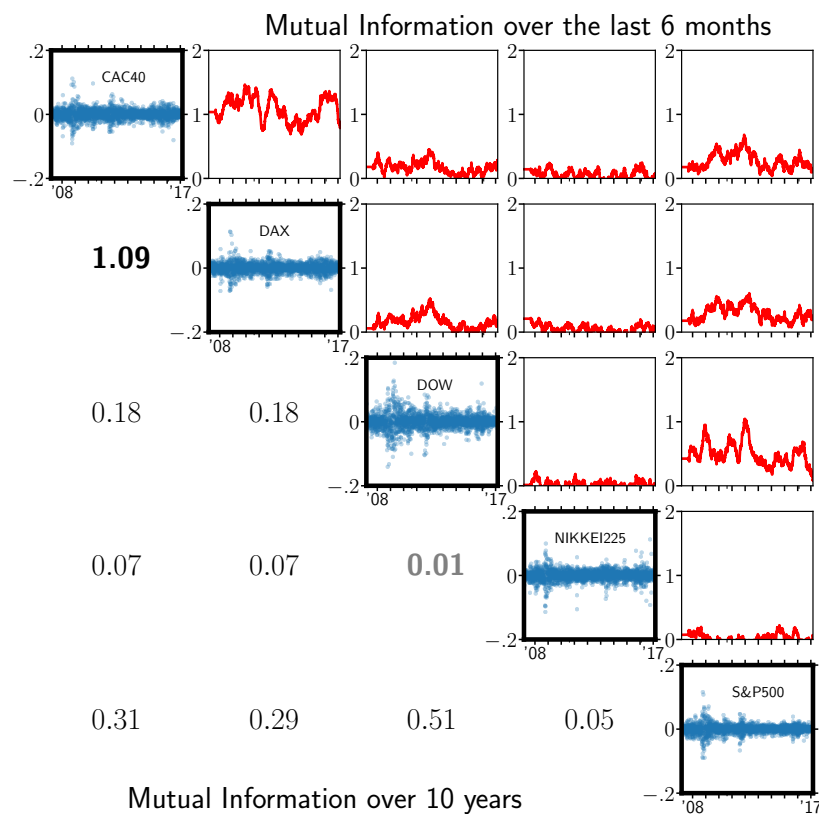 Mutual Information over the last 6 months
.2 2 2 2 2
CAC40
0 1 1 1 1
−.2 0 0 0 0
'08 '17
.2 2 2 2
1.09 DAX
0 1 1 1
−.2 0 0 0
'08 '17
.2 2 2
DOW
0.18 0.18 0 1 1
−.2 0 0
'08 '17
.2 2
NIKKEI225
0.07 0.07 0.01 0 1
−.2 0
'08 '17
.2
S&P500
0.31 0.29 0.51 0.05 0
−.2
Mutual Information over 10 years
'08 '17